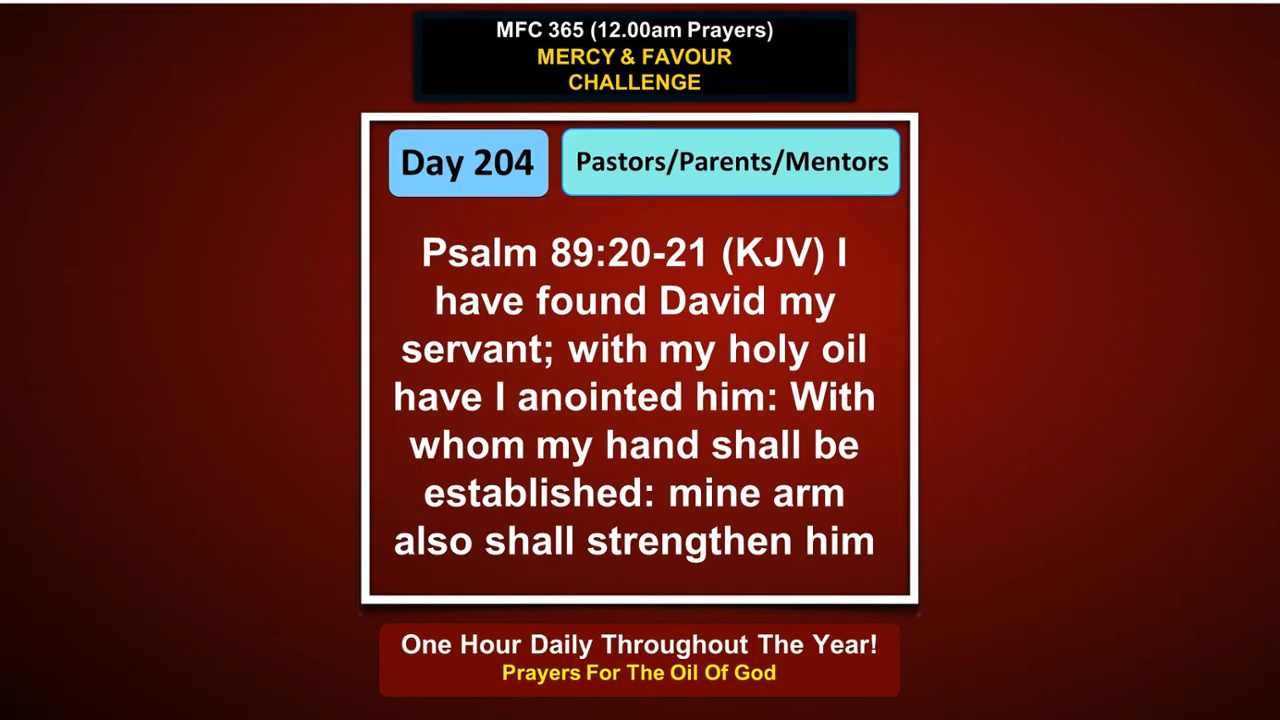 MFC 365 (12.00am Prayers)
MERCY & FAVOUR
CHALLENGE
Day 204
Pastors/Parents/Mentors
Psalm 89:20-21 (KJV) I
have found David my
servant; with my holy oil
have I anointed him: With
whom my hand shall be
established: mine arm
also shall strengthen him
One Hour Daily Throughout The Year!
Prayers For The Oil Of God